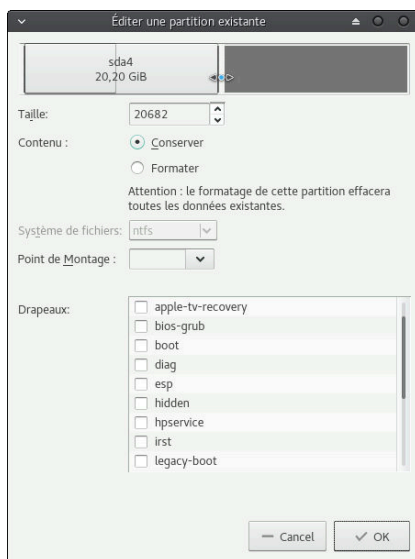 Éditer une partition existante
sda4
20,20 GiB
Taille:
20682
Contenu :
Conserver
Formater
Attention : le formatage de cette partition effacera
toutes les données existantes.
Système de fichiers:
ntfs
Point de Montage :
Drapeaux:
apple-tv-recovery
bios-grub
boot
diag
esp
hidden
hpservice
irst
legacy-boot
Cancel
OK